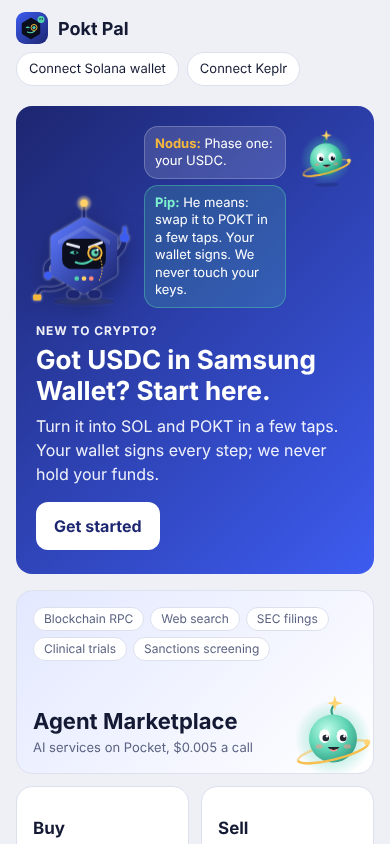 Pokt Pal
Connect Solana wallet
Connect Keplr
Nodus: Phase one:
your USDC.
Pip: He means:
swap it to POKT in
a few taps. Your
wallet signs. We
never touch your
keys.
NEW TO CRYPTO?
Got USDC in Samsung
Wallet? Start here.
Turn it into SOL and POKT in a few taps.
Your wallet signs every step; we never
hold your funds.
Get started
Blockchain RPC
Web search
SEC filings
Clinical trials
Sanctions screening
Agent Marketplace
AI services on Pocket, $0.005 a call
Buy
Sell